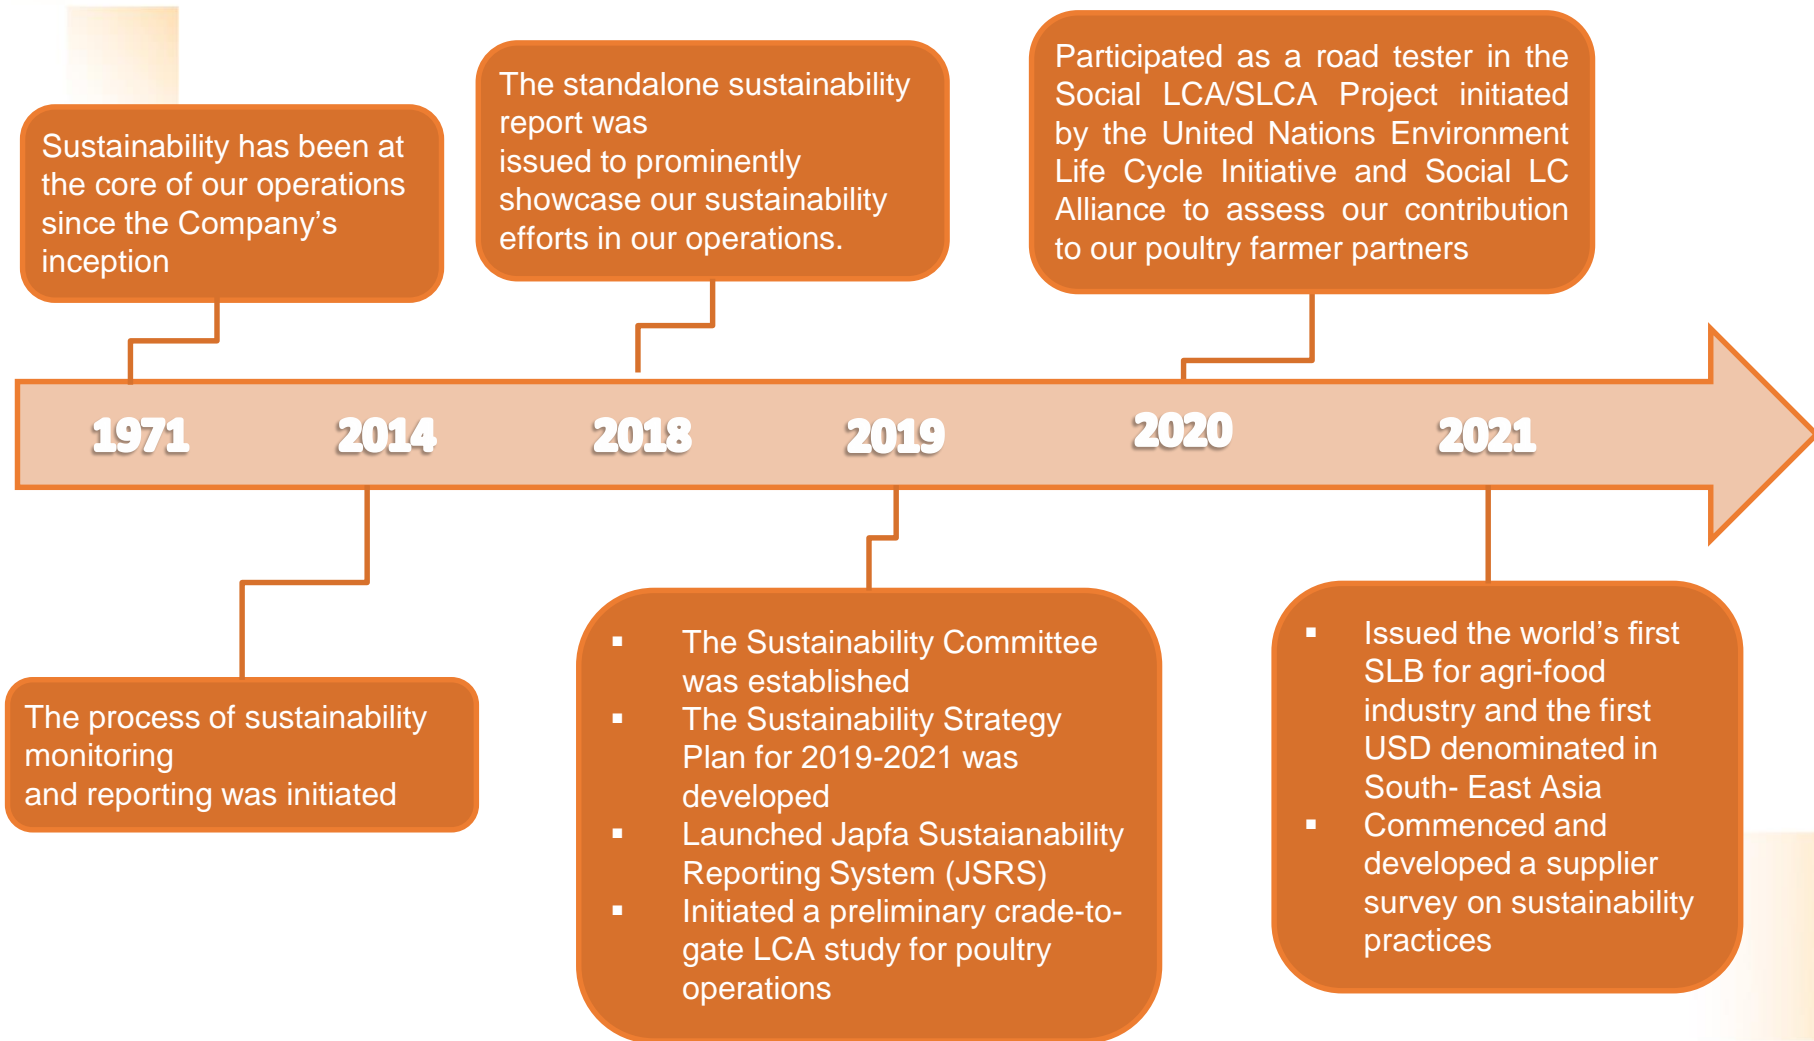 Sustainability has been at
the core of our operations
since the Company’s
inception
The standalone sustainability
report was
issued to prominently
showcase our sustainability
efforts in our operations.
Participated as a road tester in the
Social LCA/SLCA Project initiated
by the United Nations Environment
Life Cycle Initiative and Social LC
Alliance to assess our contribution
to our poultry farmer partners
1971
2014
2018
2019
2020
2021
The process of sustainability
monitoring
and reporting was initiated
▪ The Sustainability Committee
was established
▪ The Sustainability Strategy
Plan for 2019-2021 was
developed
▪ Launched Japfa Sustaianability
Reporting System (JSRS)
▪ Initiated a preliminary crade-to-
gate LCA study for poultry
operations
▪ Issued the world’s first
SLB for agri-food
industry and the first
USD denominated in
South- East Asia
▪ Commenced and
developed a supplier
survey on sustainability
practices